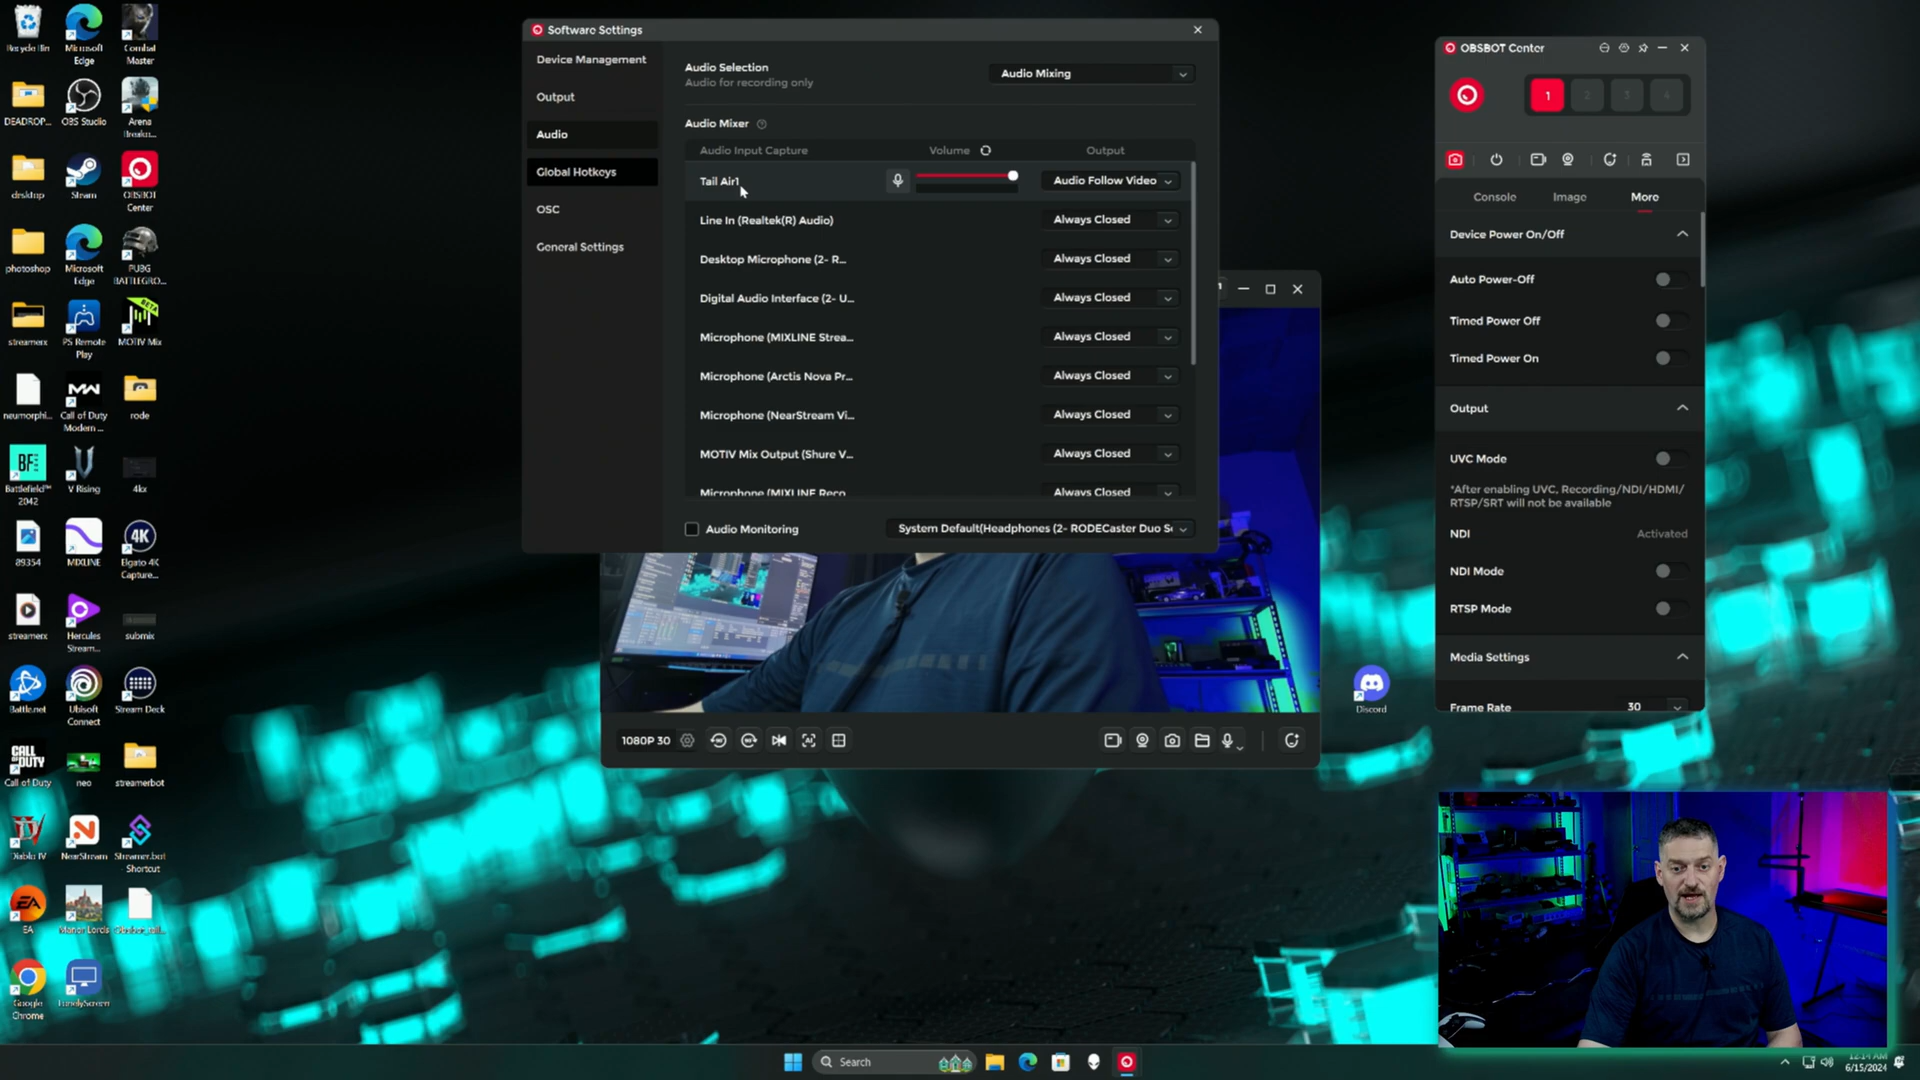 Recycle Bin
Microsoft Edge
Combat Master
DEADROP...
OBS Studio
Arena Breako...
desktop
Steam
OBSBOT Center
photoshop
Microsoft Edge
PUBG BATTLEGRO...
streamerx
PS Remote Play
MOTIV Mix
BETA
neumorphi...
Call of Duty Modern ...
rode
Battlefield™ 2042
V Rising
4kx
89354
MIXLINE
Elgato 4K Capture...
streamerx
Hercules Stream...
submix
Battle.net
Ubisoft Connect
Stream Deck
Call of Duty
neo
streamerbot
Diablo IV
NearStream
Streamer.bot - Shortcut
EA
Manor Lords
Google Chrome
LonelyScreen
Software Settings
Device Management
Output
Audio
Global Hotkeys
OSC
General Settings
Audio Selection
Audio for recording only
Audio Mixing
Audio Mixer
Audio Input Capture
Volume
Output
Tail Air1
Audio Follow Video
Line In (Realtek(R) Audio)
Always Closed
Desktop Microphone (2- R...
Always Closed
Digital Audio Interface (2- U...
Always Closed
Microphone (MIXLINE Strea...
Always Closed
Microphone (Arctis Nova Pr...
Always Closed
Microphone (NearStream Vi...
Always Closed
MOTIV Mix Output (Shure V...
Always Closed
Microphone (MIXLINE Reco
Always Closed
Audio Monitoring
System Default(Headphones (2- RODECaster Duo S
1080P 30
Discord
OBSBOT Center
1
2
3
4
Console
Image
More
Device Power On/Off
Auto Power-Off
Timed Power Off
Timed Power On
Output
UVC Mode
*After enabling UVC, Recording/NDI/HDMI/
RTSP/SRT will not be available
NDI
Activated
NDI Mode
RTSP Mode
Media Settings
Frame Rate
30
Search
12:14 AM
6/15/2024